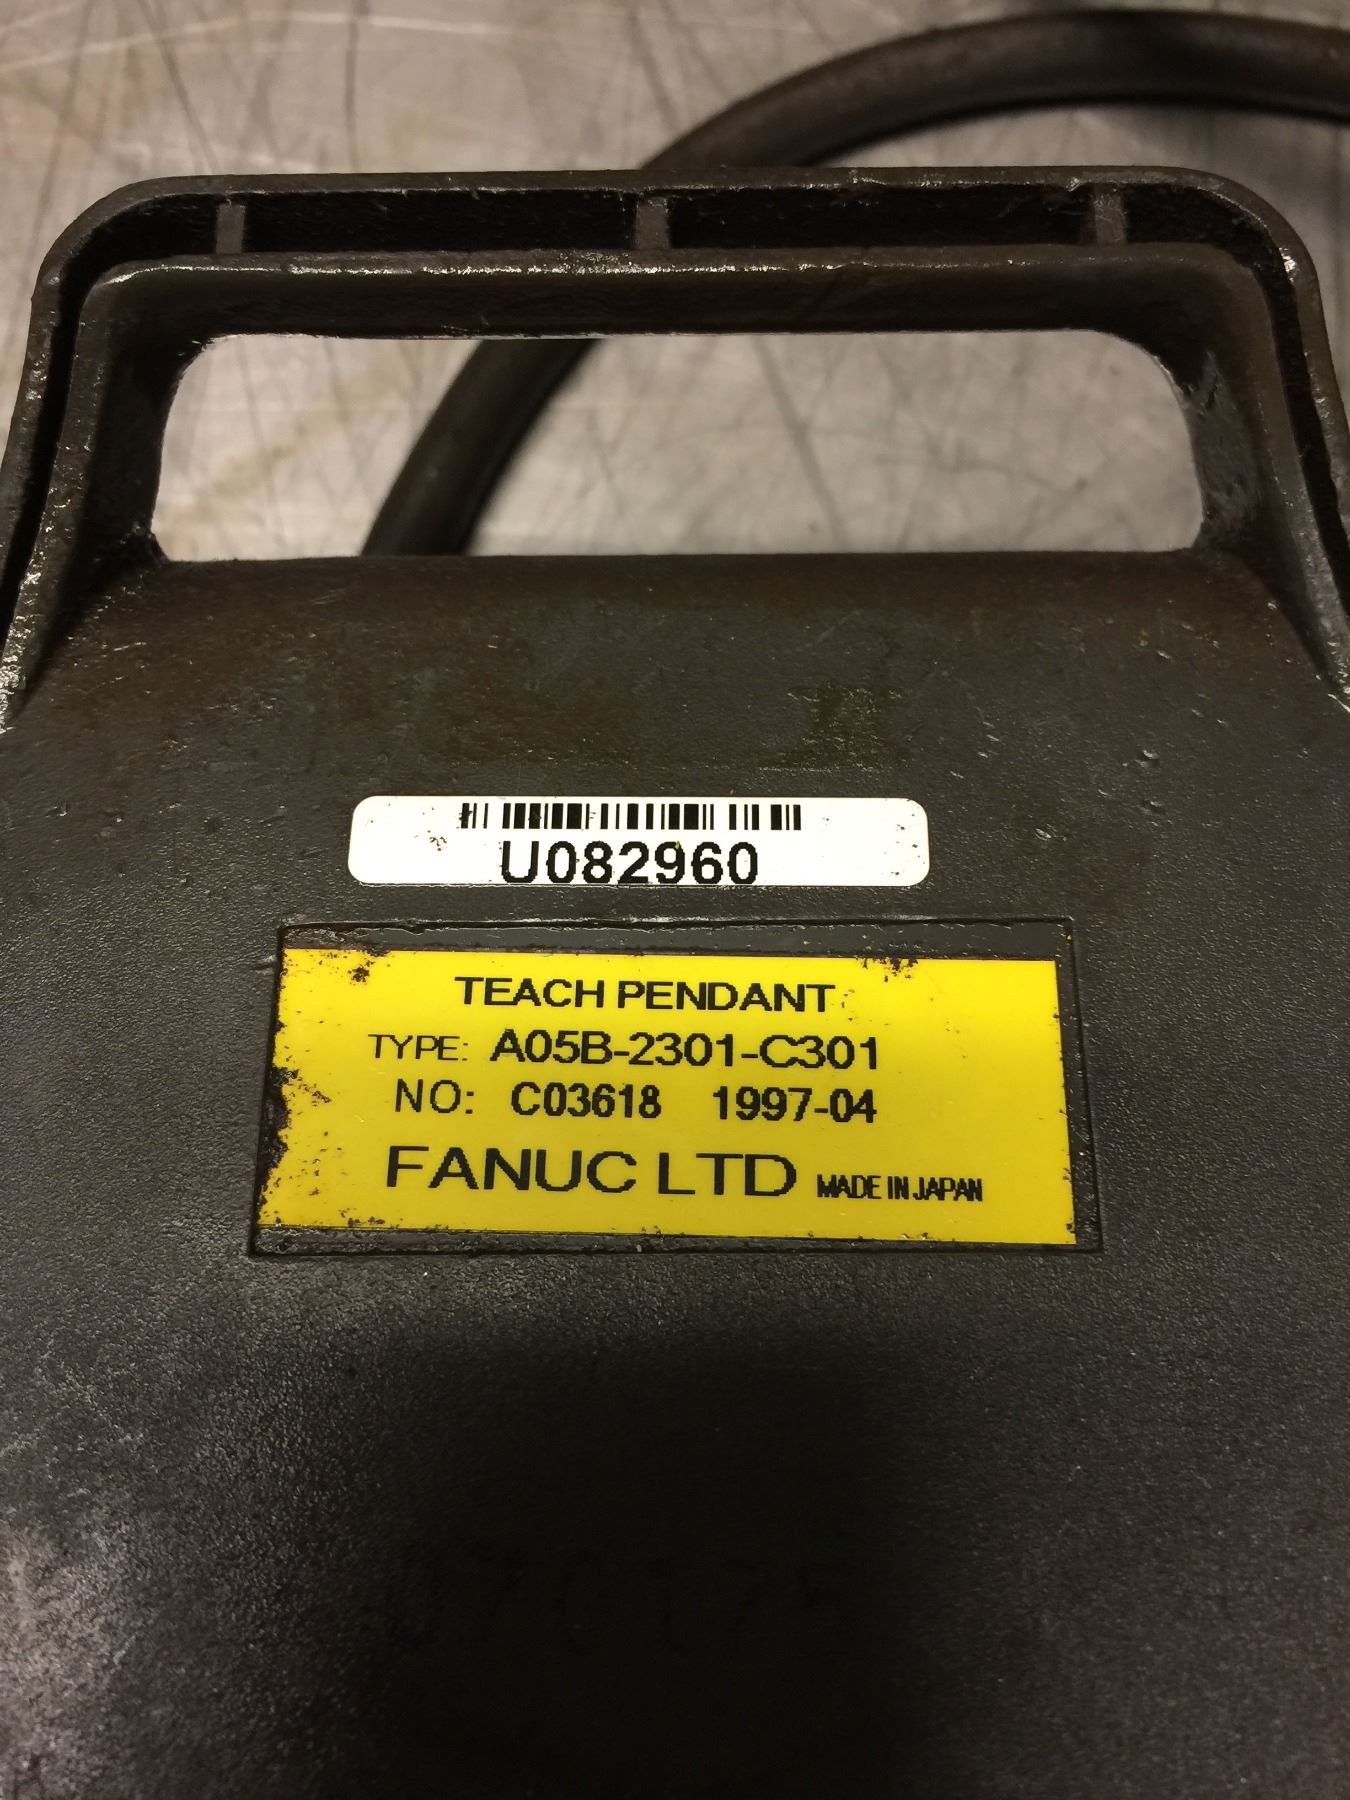 U082960
TEACH PENDANT
TYPE: A05B-2301-C301
NO: C03618 1997-04
FANUC LTD MADE IN JAPAN